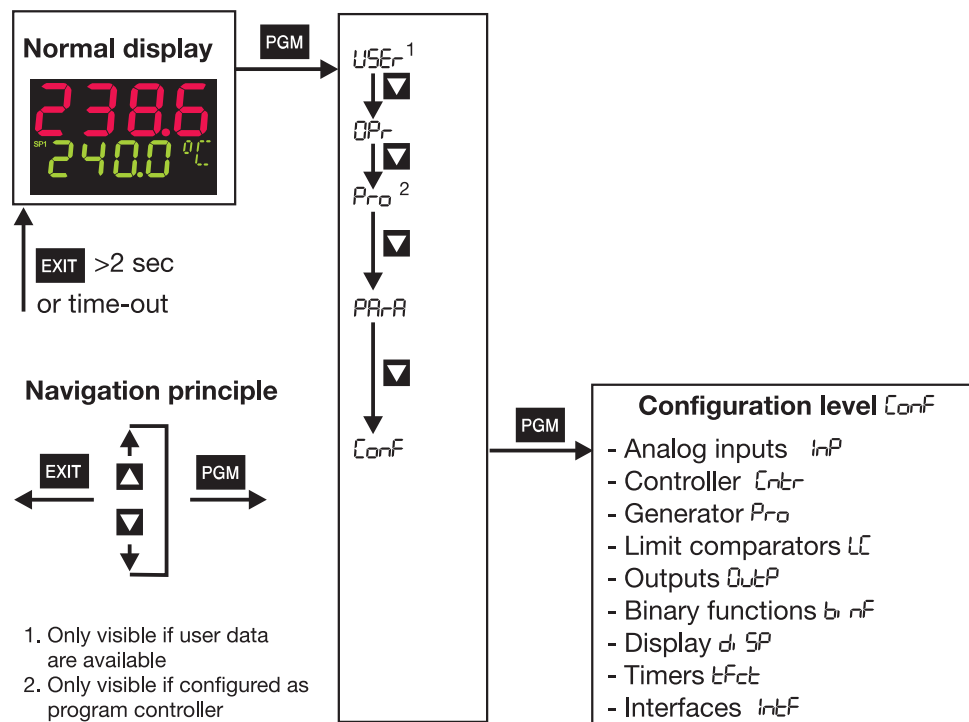 Normal display
238.6
SP1 240.0 °C
EXIT >2 sec
or time-out
Navigation principle
EXIT
PGM
1. Only visible if user data
are available
2. Only visible if configured as
program controller
PGM
USEr 1
OPr
Pro 2
PArA
ConF
PGM
Configuration level ConF
- Analog inputs InP
- Controller Cntr
- Generator Pro
- Limit comparators LC
- Outputs OutP
- Binary functions binF
- Display diSP
- Timers tFct
- Interfaces IntF